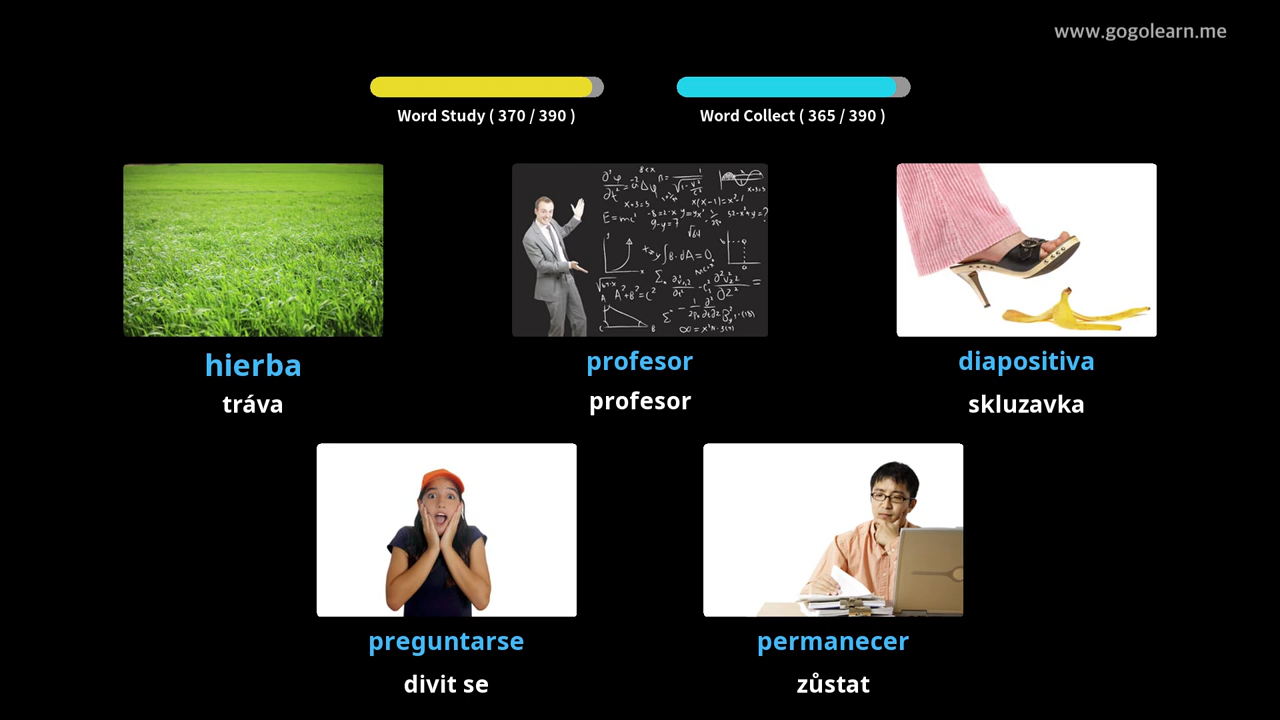 www.gogolearn.me
Word Study ( 370 / 390 )
Word Collect ( 365 / 390 )
hierba
profesor
diapositiva
tráva
profesor
skluzavka
preguntarse
permanecer
divit se
zůstat